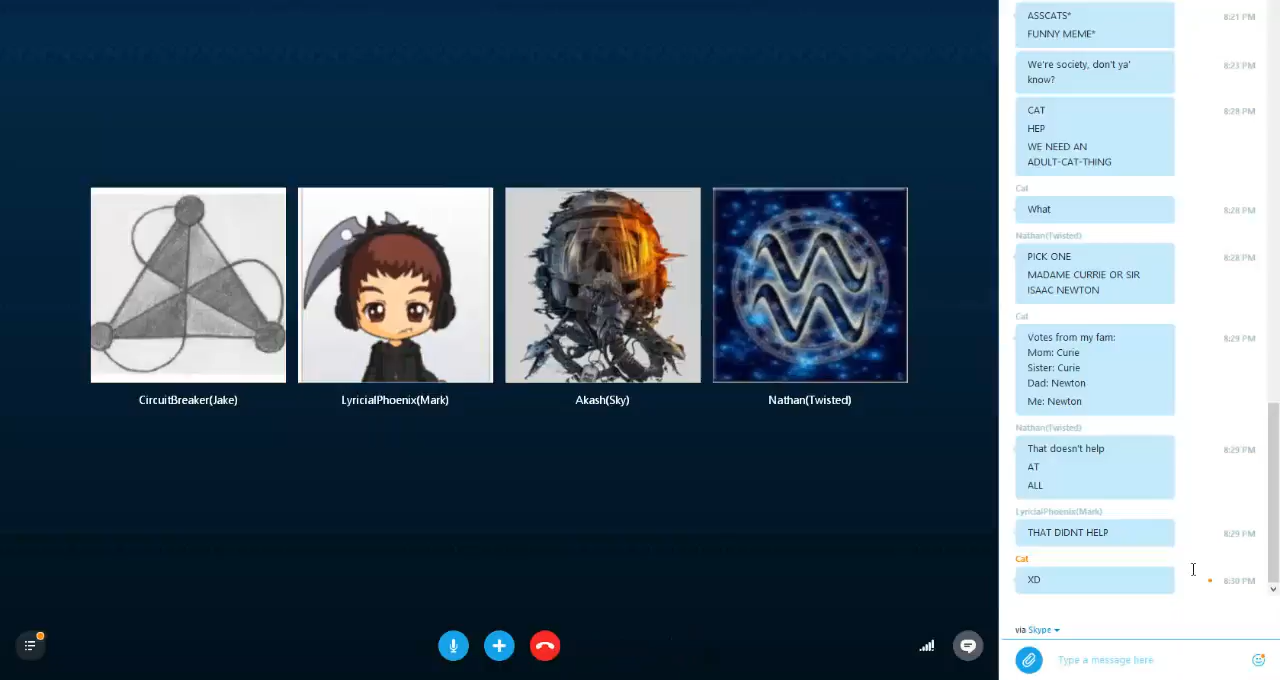 ASSCATS*
8:21 PM
FUNNY MEME*
We're society, don't ya'
know?
8:23 PM
CAT
8:28 PM
HEP
WE NEED AN
ADULT-CAT-THING
Cat
What
8:28 PM
Nathan(Twisted)
PICK ONE
8:28 PM
MADAME CURRIE OR SIR
ISAAC NEWTON
Cat
Votes from my fam:
8:29 PM
Mom: Curie
Sister: Curie
Dad: Newton
Me: Newton
Nathan(Twisted)
That doesn't help
8:29 PM
AT
ALL
LyricialPhoenix(Mark)
THAT DIDNT HELP
8:29 PM
Cat
XD
8:30 PM
via Skype
Type a message here
CircuitBreaker(Jake)
LyricialPhoenix(Mark)
Akash(Sky)
Nathan(Twisted)